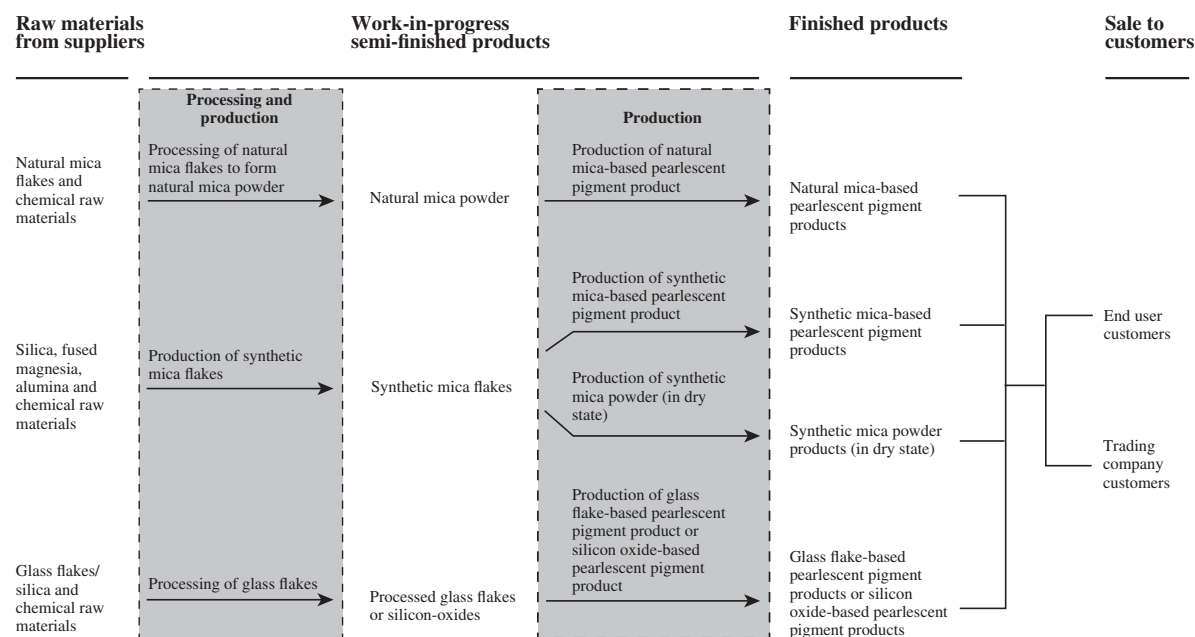 Raw materials
from suppliers
Work-in-progress
semi-finished products
Finished products
Sale to
customers
Processing and
production
Production
Natural mica
flakes and
chemical raw
materials
Processing of natural
mica flakes to form
natural mica powder
Natural mica powder
Production of natural
mica-based pearlescent
pigment product
Natural mica-based
pearlescent pigment
products
Silica, fused
magnesia,
alumina and
chemical raw
materials
Production of synthetic
mica flakes
Synthetic mica flakes
Production of synthetic
mica-based pearlescent
pigment product
Synthetic mica-based
pearlescent pigment
products
Production of synthetic
mica powder (in dry
state)
Synthetic mica powder
products (in dry state)
Glass flakes/
silica and
chemical raw
materials
Processing of glass flakes
Processed glass flakes
or silicon-oxides
Production of glass
flake-based pearlescent
pigment product or
silicon oxide-based
pearlescent pigment
product
Glass flake-based
pearlescent pigment
products or silicon
oxide-based pearlescent
pigment products
End user
customers
Trading
company
customers